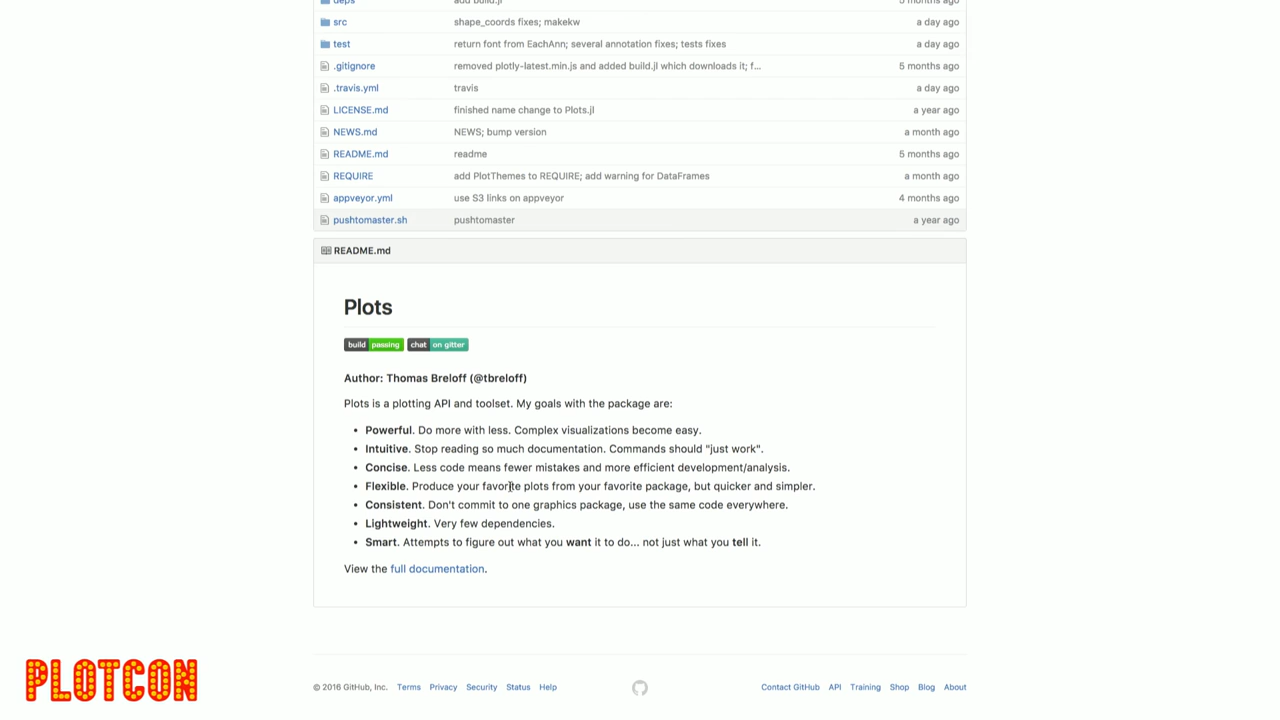 deps add build.jl 5 months ago
src shape_coords fixes; makekw a day ago
test return font from EachAnn; several annotation fixes; tests fixes a day ago
.gitignore removed plotly-latest.min.js and added build.jl which downloads it; f... 5 months ago
.travis.yml travis a day ago
LICENSE.md finished name change to Plots.jl a year ago
NEWS.md NEWS; bump version a month ago
README.md readme 5 months ago
REQUIRE add PlotThemes to REQUIRE; add warning for DataFrames a month ago
appveyor.yml use S3 links on appveyor 4 months ago
pushtomaster.sh pushtomaster a year ago
README.md
Plots
build passing chat on gitter
Author: Thomas Breloff (@tbreloff)
Plots is a plotting API and toolset. My goals with the package are:
• Powerful. Do more with less. Complex visualizations become easy.
• Intuitive. Stop reading so much documentation. Commands should "just work".
• Concise. Less code means fewer mistakes and more efficient development/analysis.
• Flexible. Produce your favorite plots from your favorite package, but quicker and simpler.
• Consistent. Don't commit to one graphics package, use the same code everywhere.
• Lightweight. Very few dependencies.
• Smart. Attempts to figure out what you want it to do... not just what you tell it.
View the full documentation.
PLOTCON
© 2016 GitHub, Inc. Terms Privacy Security Status Help Contact GitHub API Training Shop Blog About